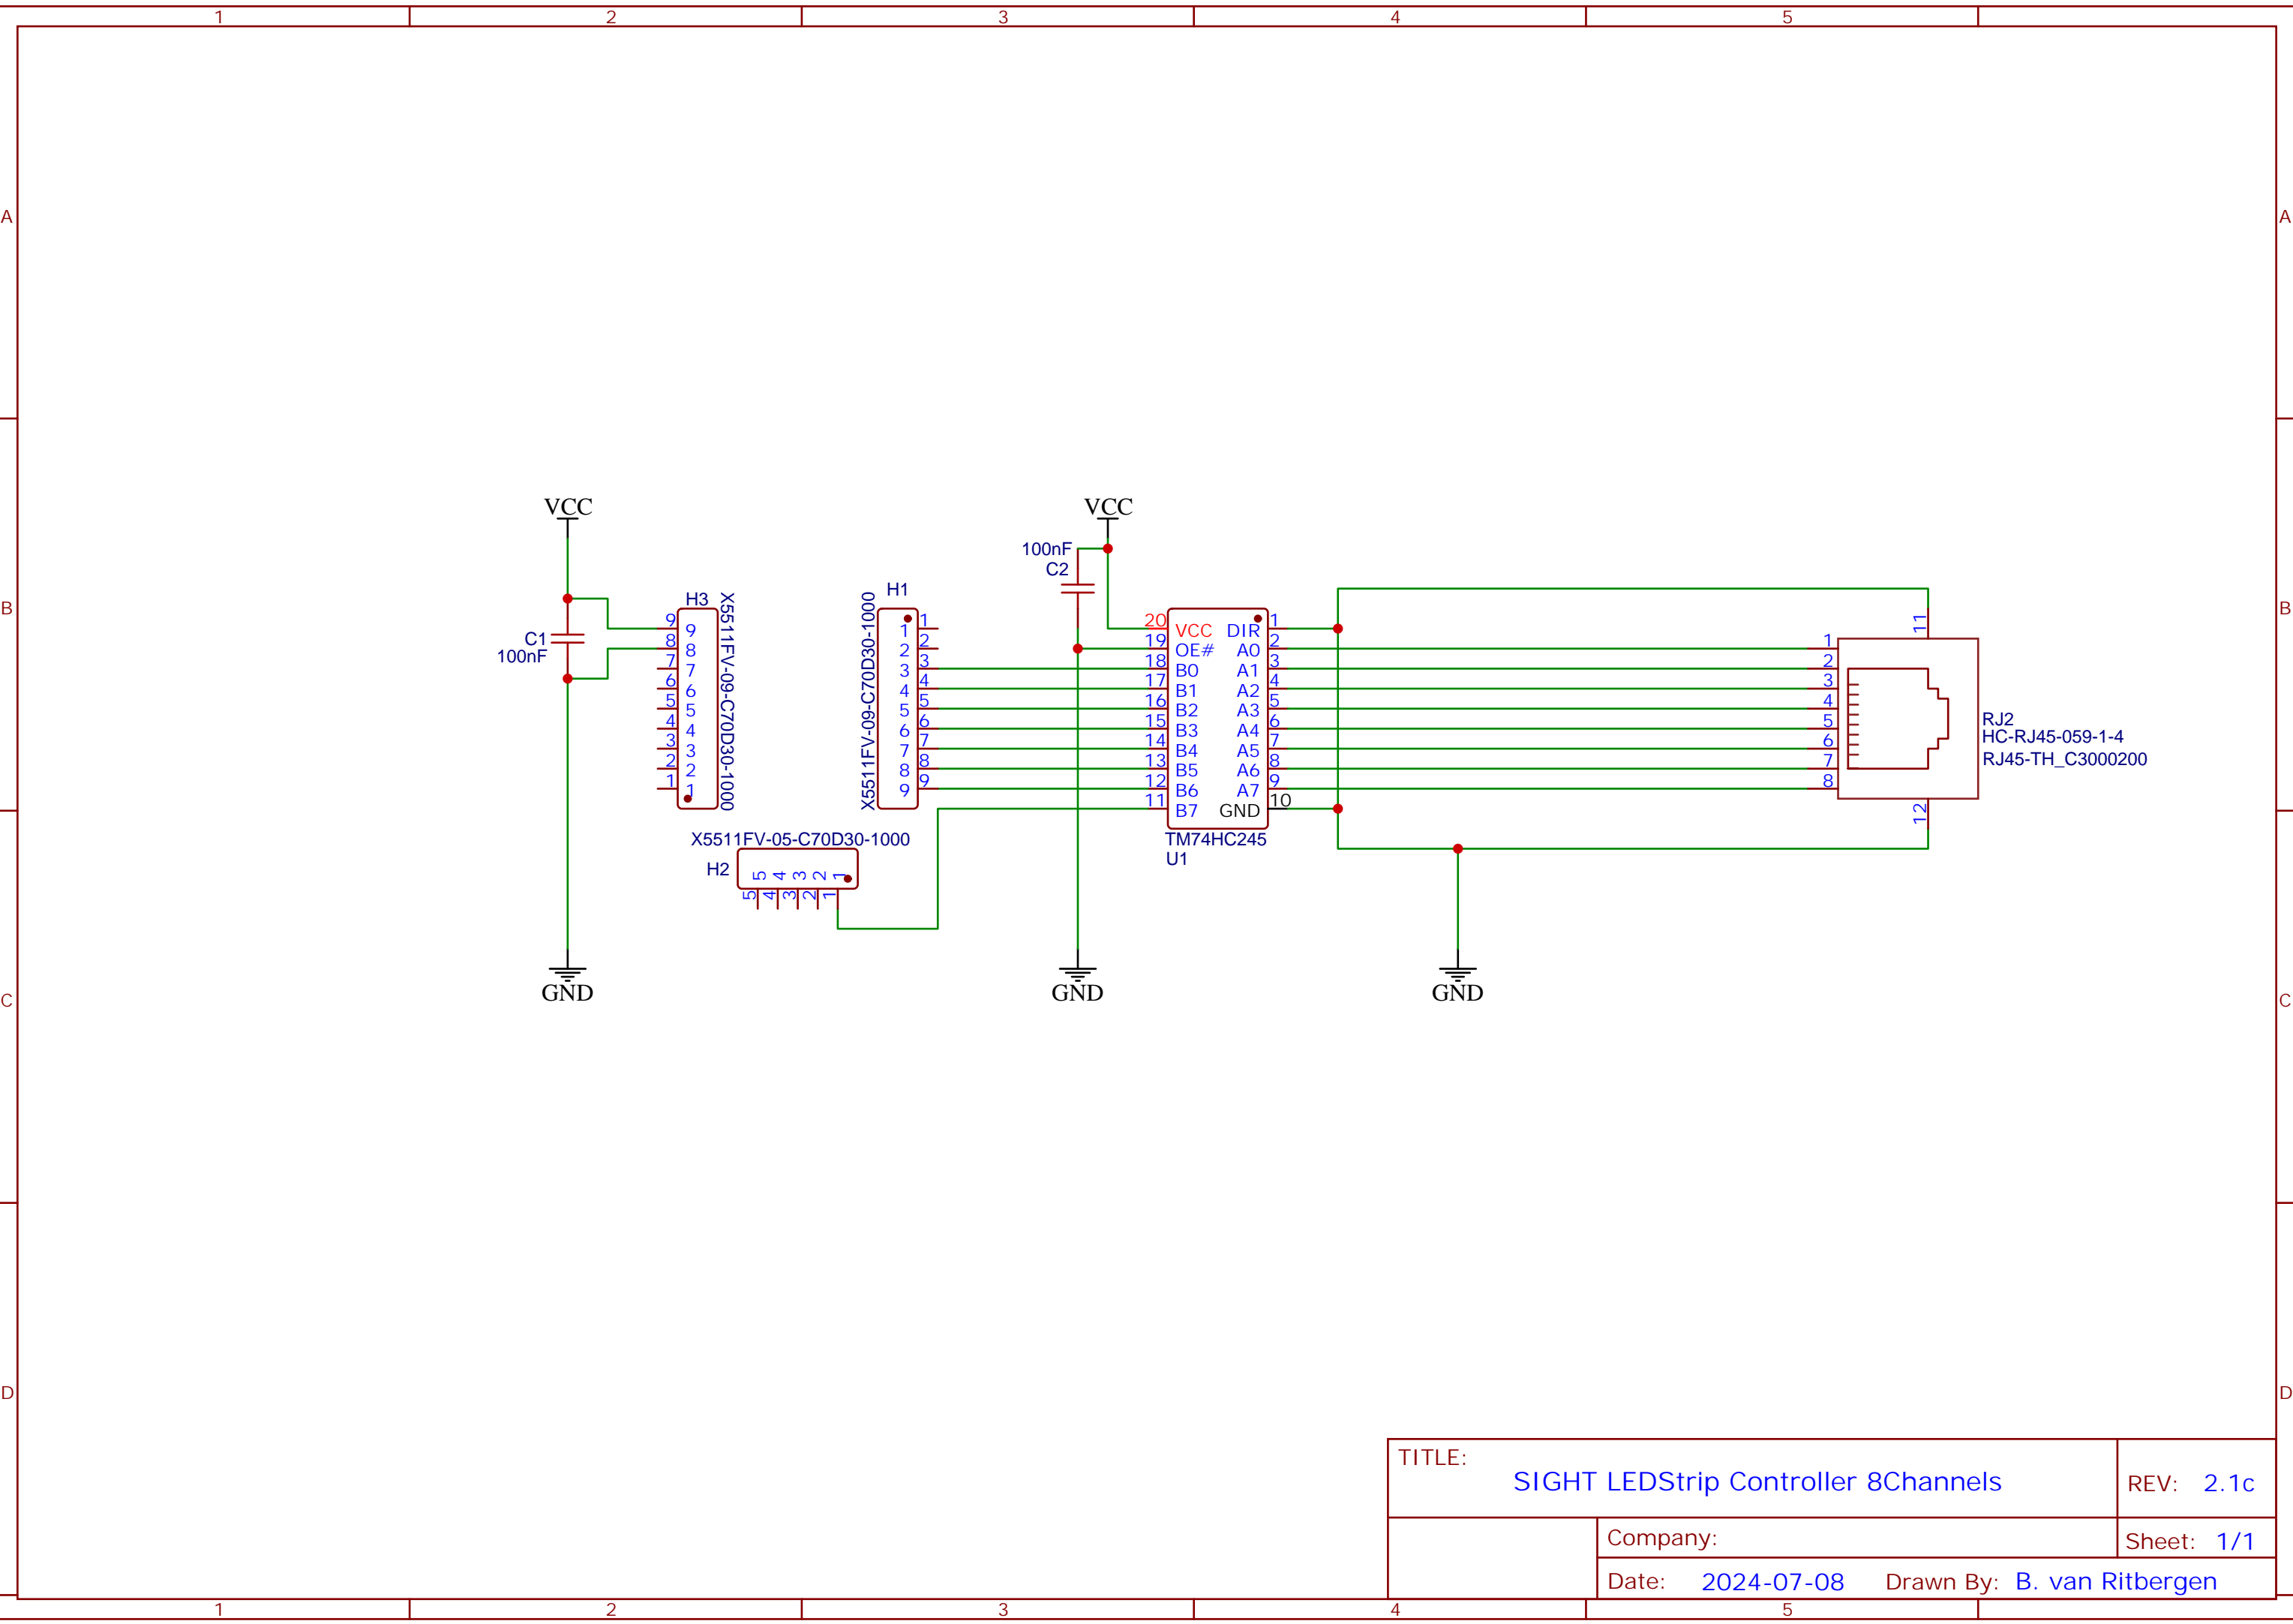 1 2 3 4 5
A A
VCC VCC
100nF
C2
H1
B B
H3
X5511FV-09-C70D30-1000
X5511FV-09-C70D30-1000
C1
100nF
9 9
8 8
7 7
6 6
5 5
4 4
3 3
2 2
1 1
1 1
2 2
3 3
4 4
5 5
6 6
7 7
8 8
9 9
20 VCC DIR 1
19 OE# A0 2
18 B0 A1 3
17 B1 A2 4
16 B2 A3 5
15 B3 A4 6
14 B4 A5 7
13 B5 A6 8
12 B6 A7 9
11 B7 GND 10
TM74HC245
U1
11
1
2
3
4
5
6
7
8
12
RJ2
HC-RJ45-059-1-4
RJ45-TH_C3000200
X5511FV-05-C70D30-1000
H2
5 4 3 2 1
5 4 3 2 1
GND GND GND
C C
D D
TITLE:
SIGHT LEDStrip Controller 8Channels
REV: 2.1c
Company:
Sheet: 1/1
Date: 2024-07-08 Drawn By: B. van Ritbergen
1 2 3 4 5